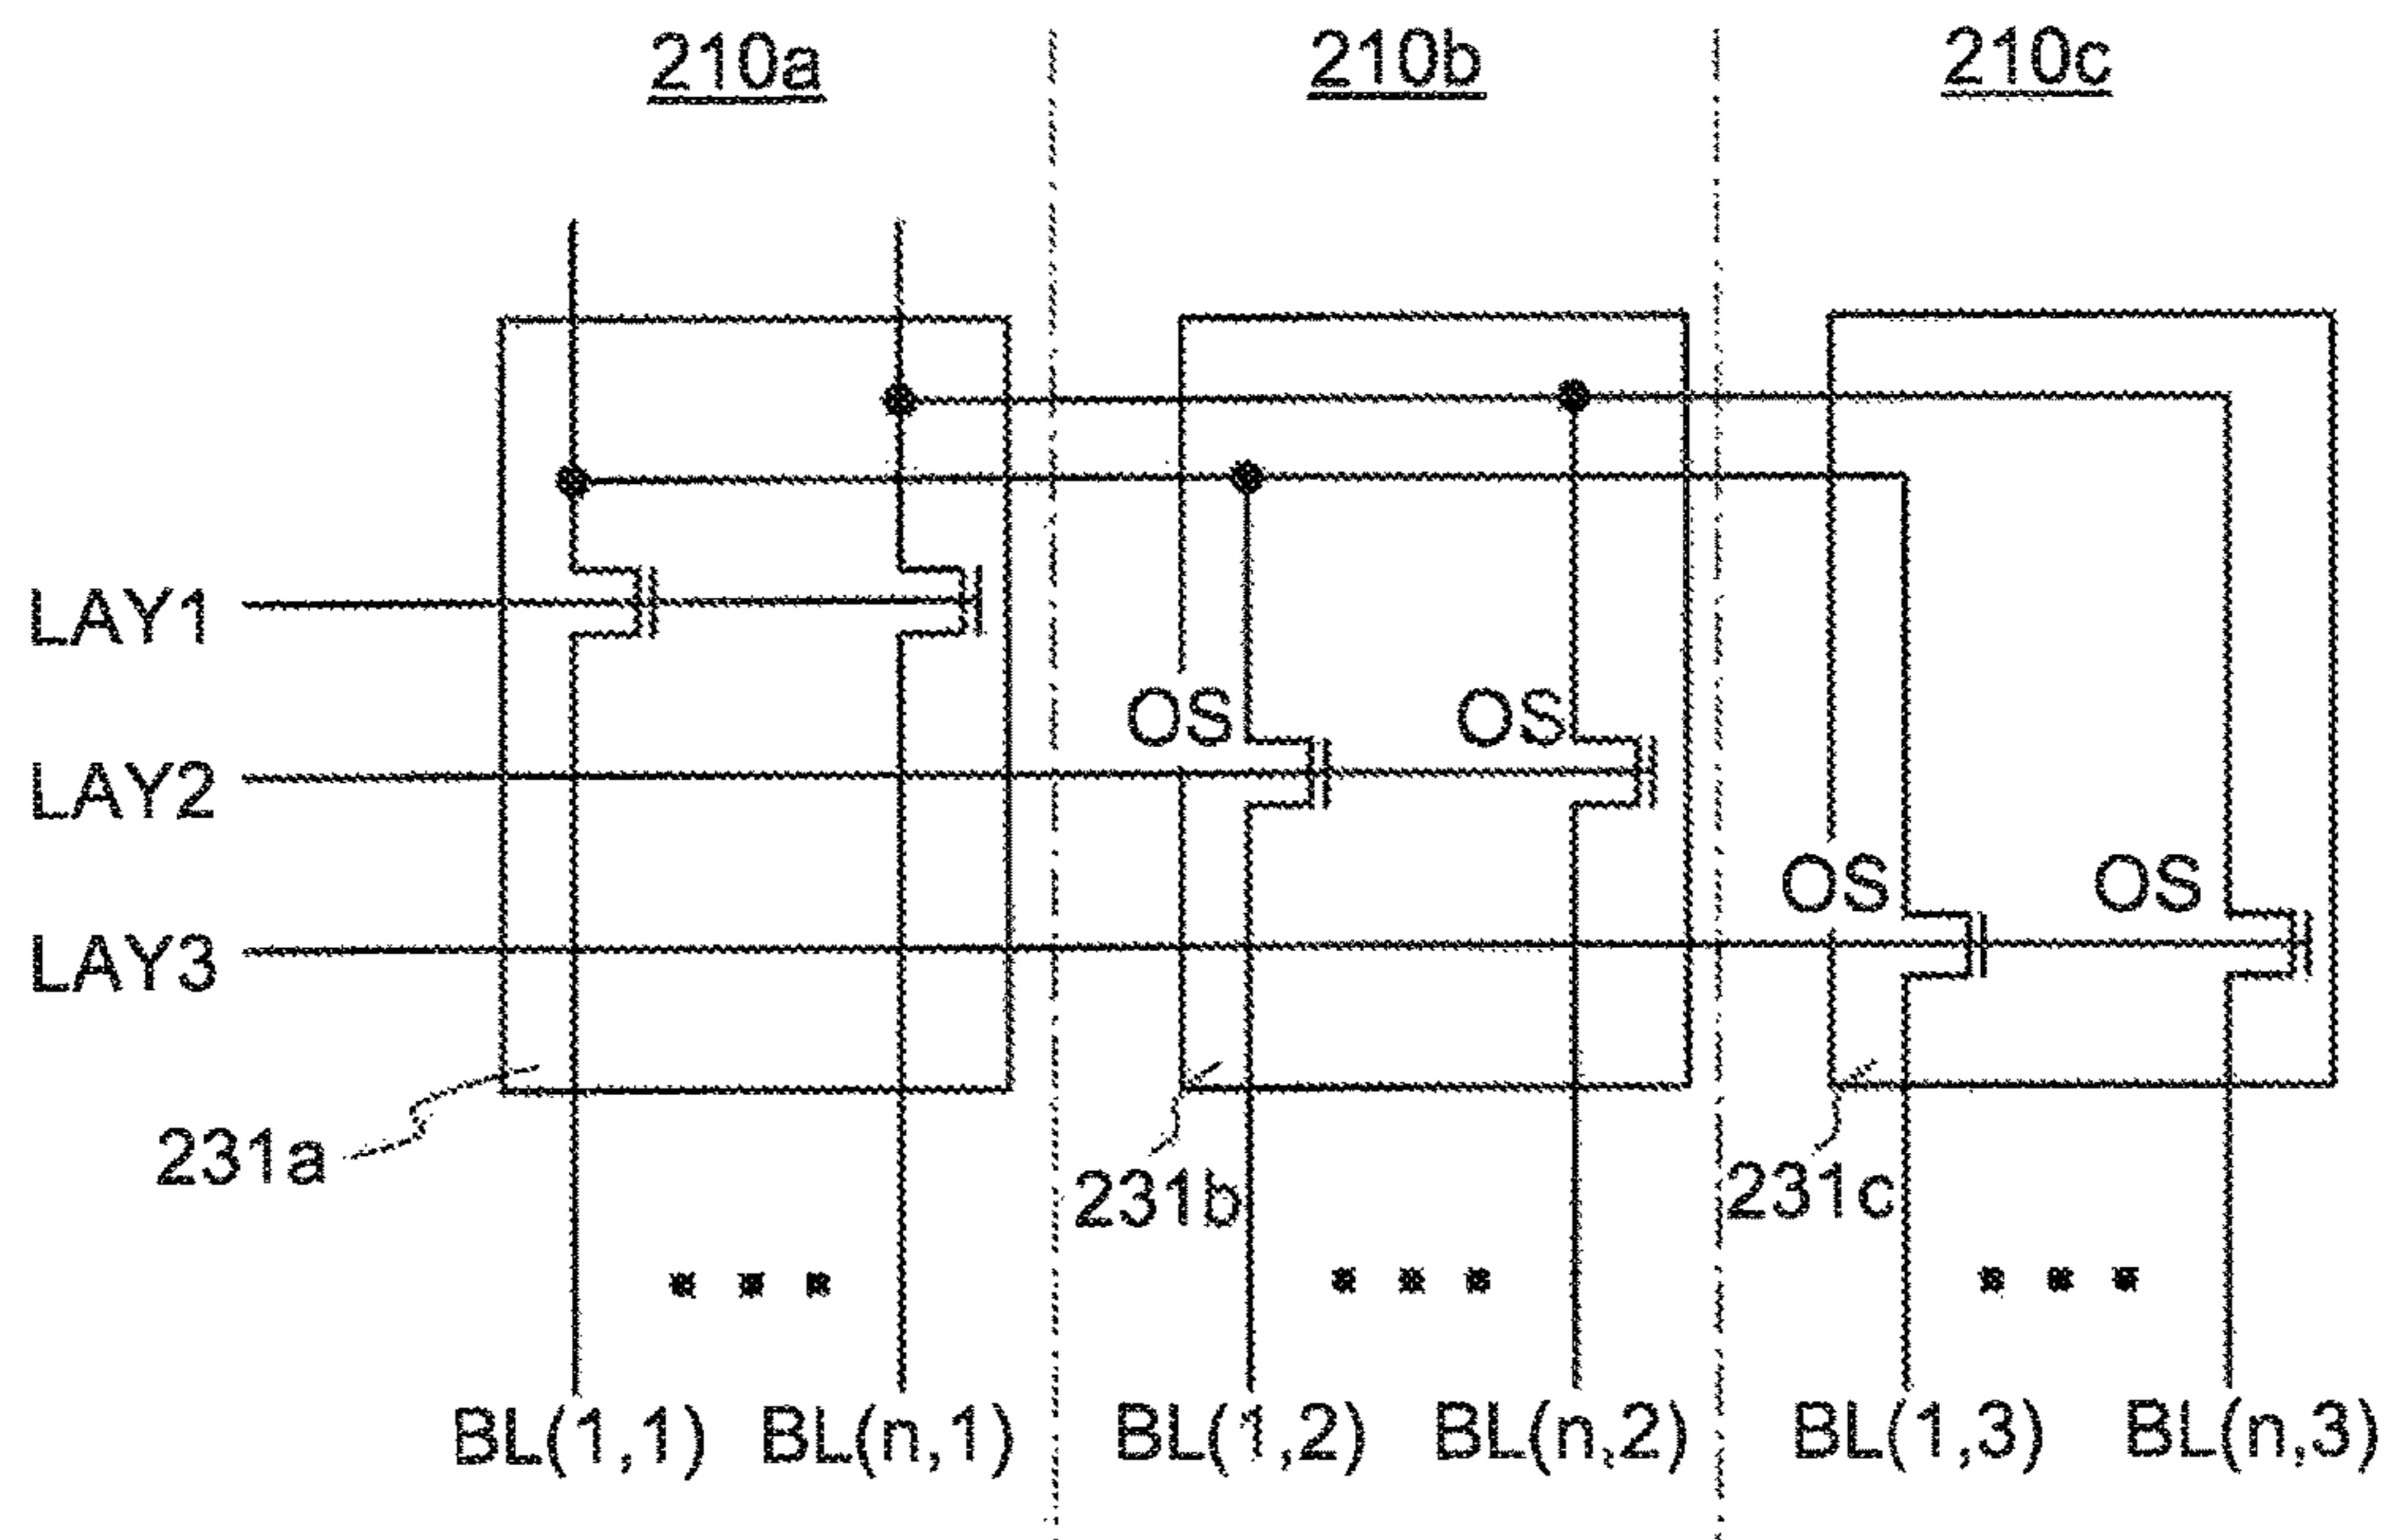 210a 210b 210c
LAY1
OS OS
LAY2
OS OS
LAY3
231a 231b 231c
BL(1,1) BL(n,1) BL(1,2) BL(n,2) BL(1,3) BL(n,3)